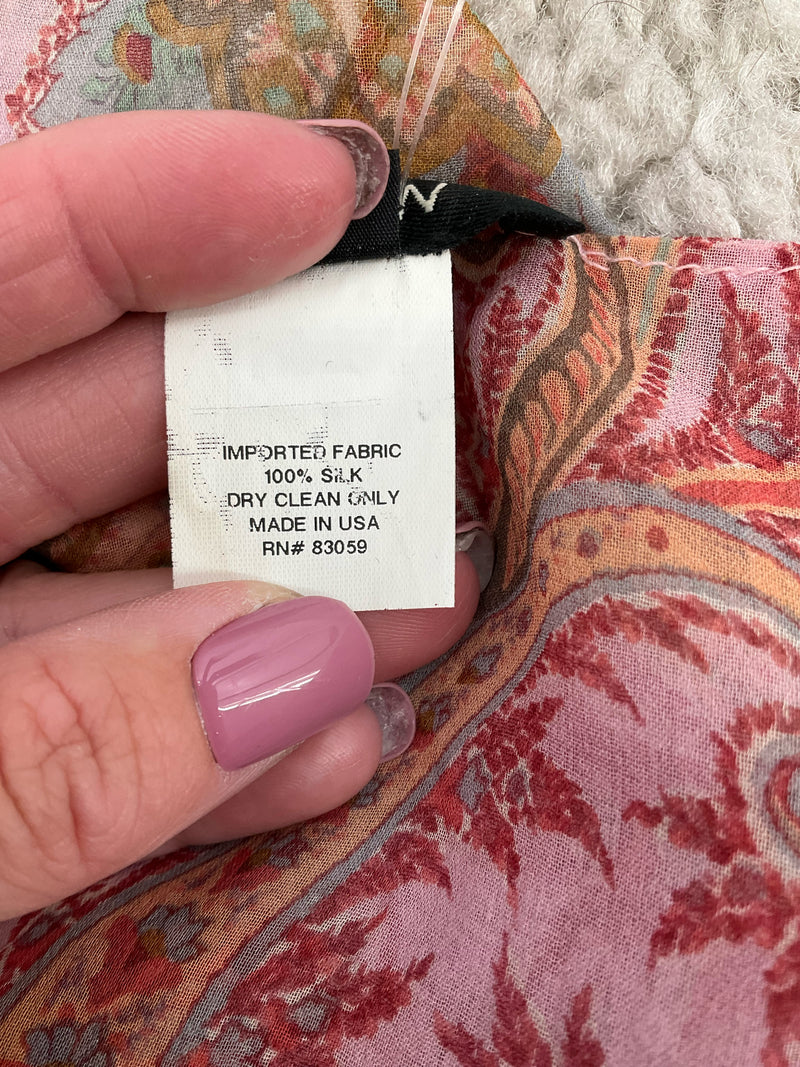 IMPORTED FABRIC
100% SILK
DRY CLEAN ONLY
MADE IN USA
RN# 83059